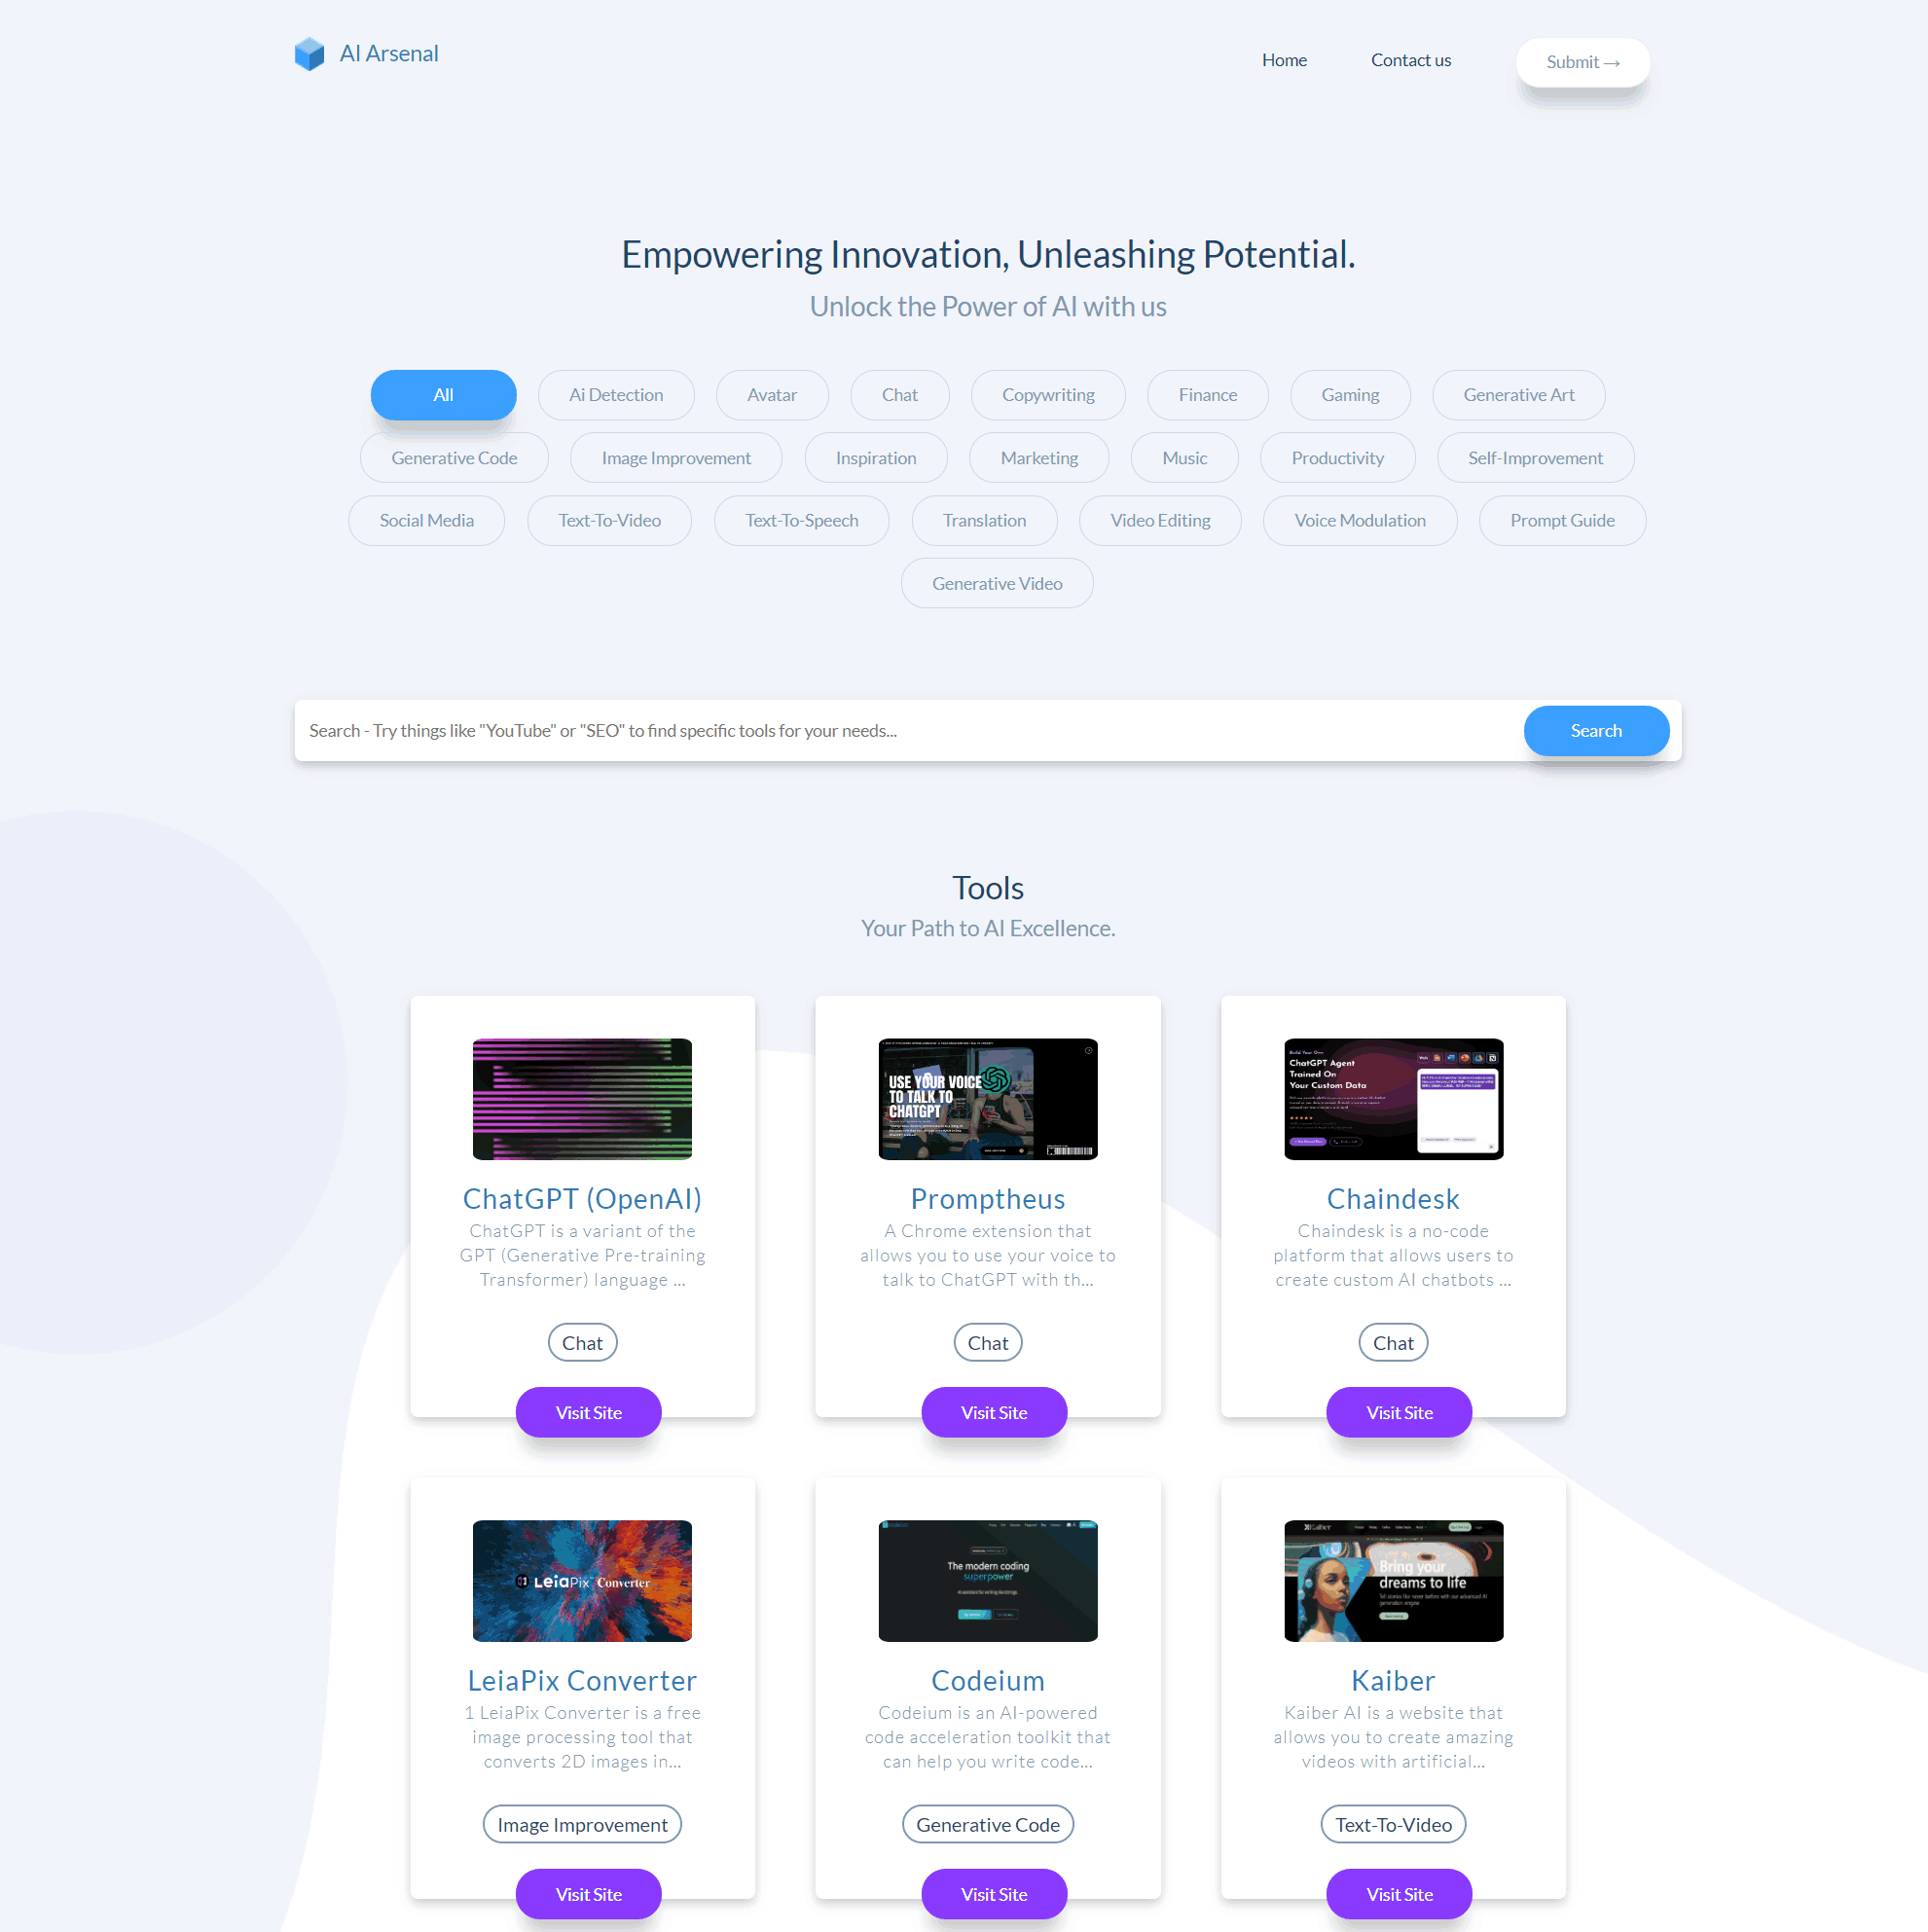 AI Arsenal
Home
Contact us
Submit →
Empowering Innovation, Unleashing Potential.
Unlock the Power of AI with us
All
Ai Detection
Avatar
Chat
Copywriting
Finance
Gaming
Generative Art
Generative Code
Image Improvement
Inspiration
Marketing
Music
Productivity
Self-Improvement
Social Media
Text-To-Video
Text-To-Speech
Translation
Video Editing
Voice Modulation
Prompt Guide
Generative Video
Search - Try things like "YouTube" or "SEO" to find specific tools for your needs...
Search
Tools
Your Path to AI Excellence.
ChatGPT (OpenAI)
ChatGPT is a variant of the
GPT (Generative Pre-training
Transformer) language ...
Chat
Visit Site
USE YOUR VOICE
TO TALK TO
CHATGPT
Promptheus
A Chrome extension that
allows you to use your voice to
talk to ChatGPT with th...
Chat
Visit Site
Build Your Own
ChatGPT Agent
Trained On
Your Custom Data
Chaindesk
Chaindesk is a no-code
platform that allows users to
create custom AI chatbots ...
Chat
Visit Site
LeiaPix Converter
LeiaPix Converter
1 LeiaPix Converter is a free
image processing tool that
converts 2D images in...
Image Improvement
Visit Site
The modern coding
superpower
Codeium
Codeium is an AI-powered
code acceleration toolkit that
can help you write code...
Generative Code
Visit Site
Kaiber
Bring your
dreams to life
Kaiber
Kaiber AI is a website that
allows you to create amazing
videos with artificial...
Text-To-Video
Visit Site